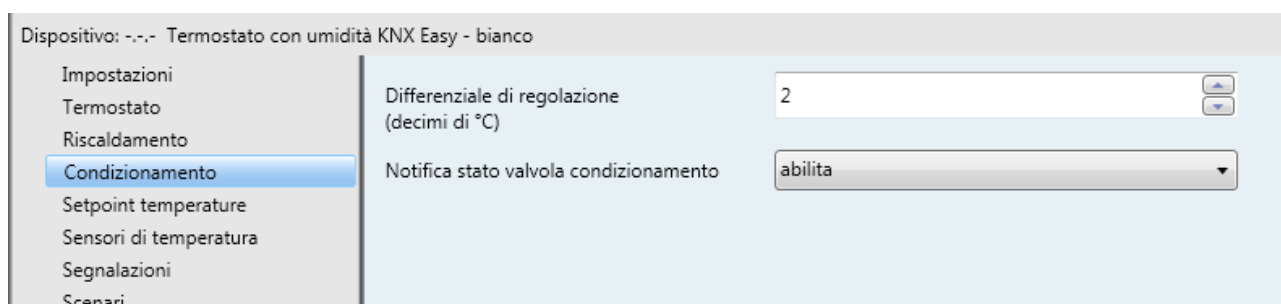 Dispositivo: -.-.- Termostato con umidità KNX Easy - bianco
Impostazioni
Termostato
Riscaldamento
Condizionamento
Setpoint temperature
Sensori di temperatura
Segnalazioni
Scenari
Differenziale di regolazione
(decimi di °C)
2
Notifica stato valvola condizionamento
abilita